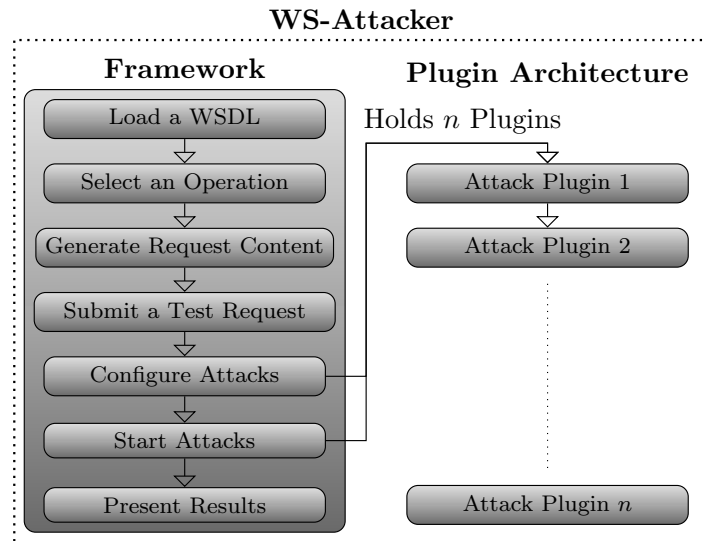 WS-Attacker
Framework
Load a WSDL
Select an Operation
Generate Request Content
Submit a Test Request
Configure Attacks
Start Attacks
Present Results
Plugin Architecture
Holds n Plugins
Attack Plugin 1
Attack Plugin 2
Attack Plugin n